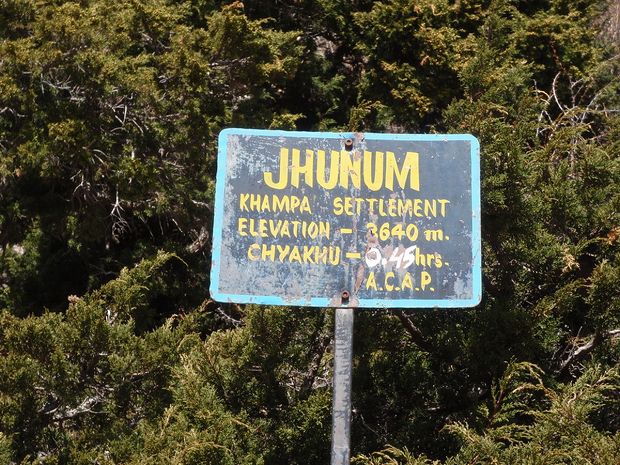 JHUNUM
KHAMPA SETTLEMENT
ELEVATION - 3640 m.
CHYAKHU - 0.45 hrs.
A.C.A.P.